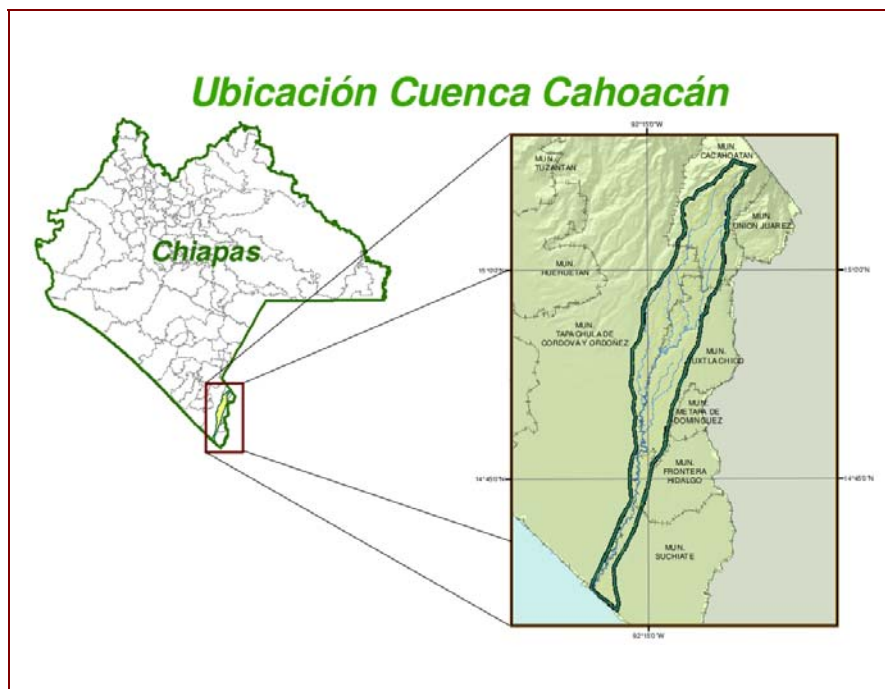 Ubicación Cuenca Cahoacán
Chiapas
92°15'0"W
MUN.
CACAHOATAN
MUN.
TUZANTAN
MUN.
UNION JUAREZ
MUN.
HUEHUETAN
15°0'0"N
15°0'0"N
MUN.
TAPACHULA DE
CORDOVA Y ORDOÑEZ
MUN.
TUXTLA CHICO
MUN.
METAPA DE
DOMINGUEZ
MUN.
FRONTERA
HIDALGO
14°45'0"N
14°45'0"N
MUN.
SUCHIATE
92°15'0"W